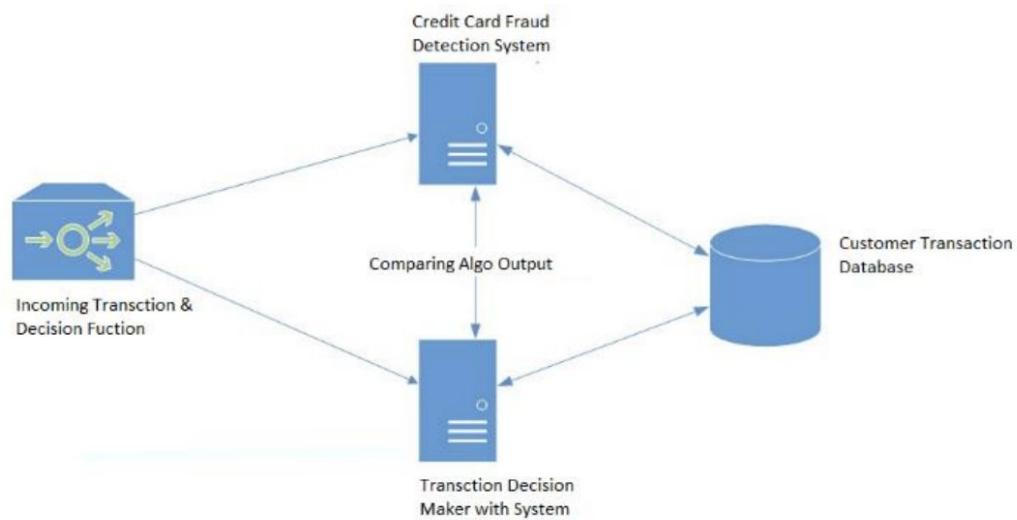 Credit Card Fraud
Detection System
Comparing Algo Output
Customer Transaction
Database
Incoming Transction &
Decision Fuction
Transction Decision
Maker with System